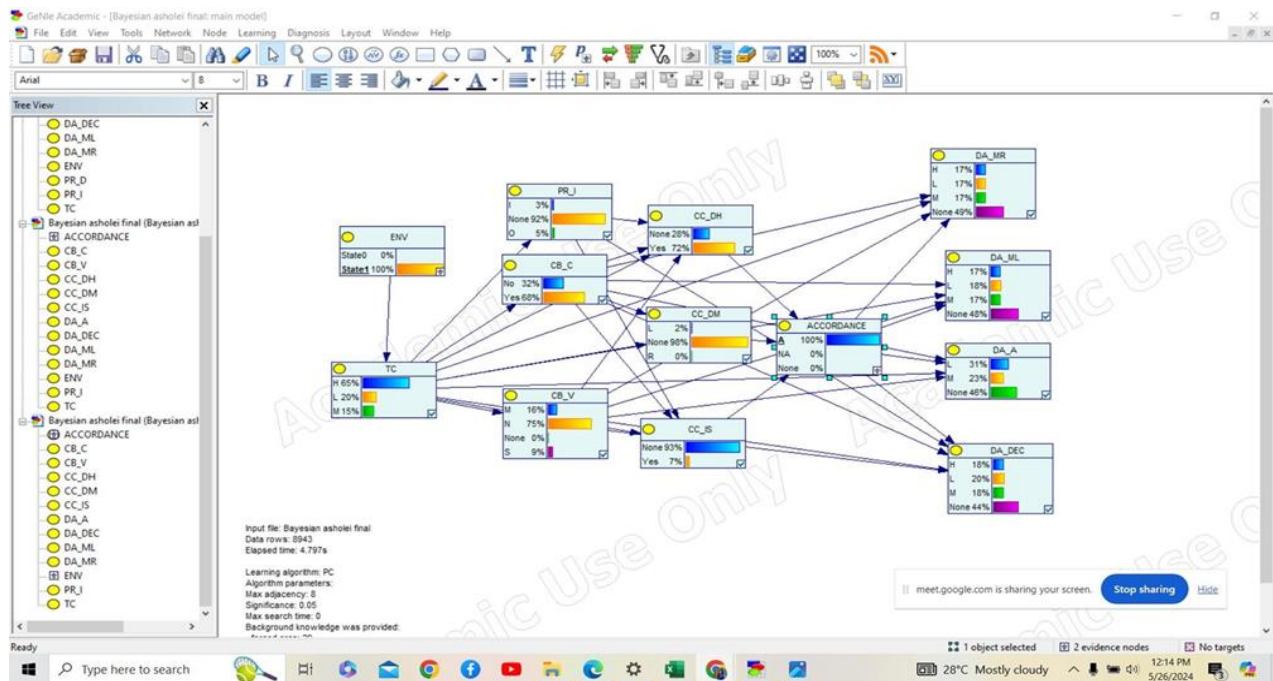 GeNIe Academic - [Bayesian asholei final: main model]
File Edit View Tools Network Node Learning Diagnosis Layout Window Help
100%
Arial 8 B I
Tree View
DA_DEC
DA_ML
DA_MR
ENV
PR_D
PR_I
TC
Bayesian asholei final (Bayesian asł
ACCORDANCE
CB_C
CB_V
CC_DH
CC_DM
CC_IS
DA_A
DA_DEC
DA_ML
DA_MR
ENV
PR_I
TC
Bayesian asholei final (Bayesian asł
ACCORDANCE
CB_C
CB_V
CC_DH
CC_DM
CC_IS
DA_A
DA_DEC
DA_ML
DA_MR
ENV
PR_I
TC
ENV
State0 0%
State1 100%
TC
H 65%
L 20%
M 15%
PR_I
I 3%
None 92%
O 5%
CB_C
No 32%
Yes 68%
CB_V
M 16%
N 75%
None 0%
S 9%
CC_DH
None 28%
Yes 72%
CC_DM
L 2%
None 98%
R 0%
CC_IS
None 93%
Yes 7%
ACCORDANCE
A 100%
NA 0%
None 0%
DA_MR
H 17%
L 17%
M 17%
None 49%
DA_ML
H 17%
L 18%
M 17%
None 48%
DA_A
L 31%
M 23%
46%
DA_DEC
H 18%
L 20%
M 18%
None 44%
Academic Use Only
Input file: Bayesian asholei final
Data rows: 8943
Elapsed time: 4.797s
Learning algorithm: PC
Algorithm parameters:
Max adjacency: 8
Significance: 0.05
Max search time: 0
Background knowledge was provided:
meet.google.com is sharing your screen. Stop sharing Hide
Ready 1 object selected 2 evidence nodes No targets
Type here to search 28°C Mostly cloudy 12:14 PM
5/26/2024